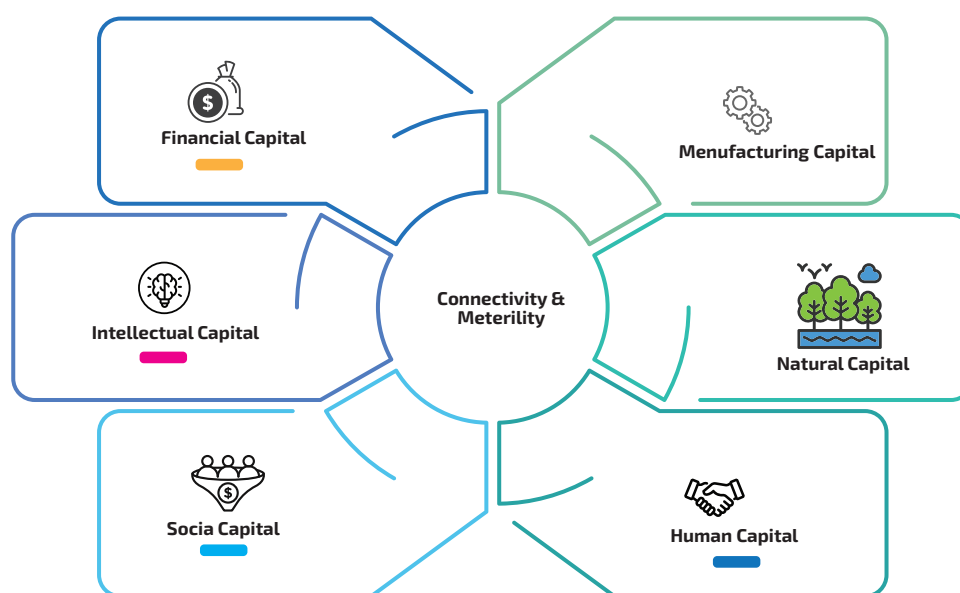 $
Financial Capital
Menufacturing Capital
Intellectual Capital
Connectivity &
Meterility
Natural Capital
$
Socia Capital
Human Capital